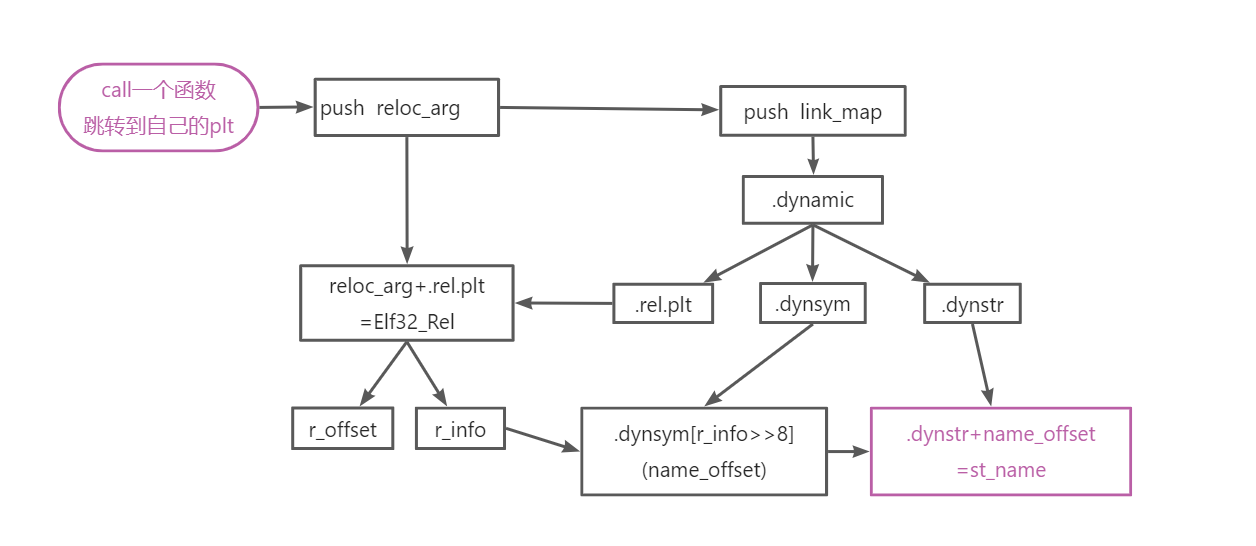 call一个函数
跳转到自己的plt
push reloc_arg
push link_map
.dynamic
reloc_arg+.rel.plt
=Elf32_Rel
.rel.plt
.dynsym
.dynstr
r_offset
r_info
.dynsym[r_info>>8]
(name_offset)
.dynstr+name_offset
=st_name